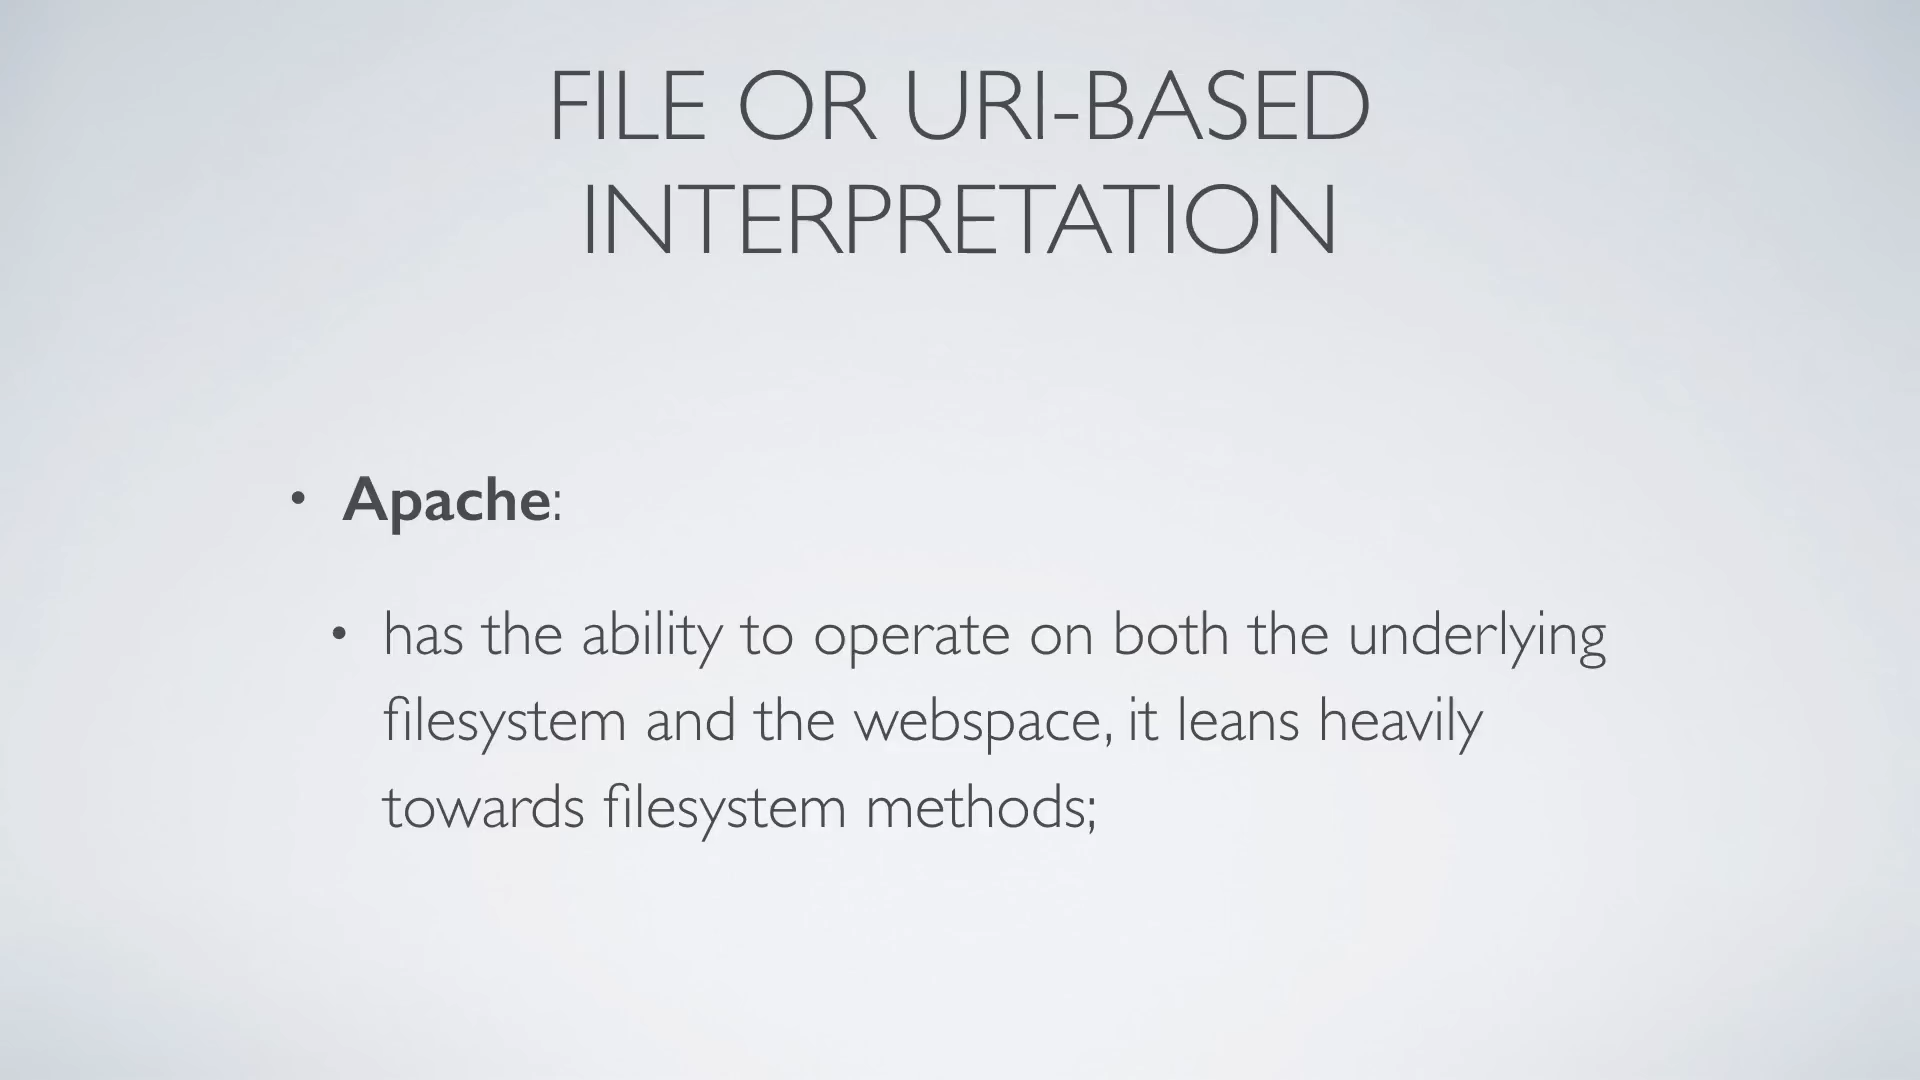 FILE OR URI-BASED
INTERPRETATION
• Apache:
• has the ability to operate on both the underlying
filesystem and the webspace, it leans heavily
towards filesystem methods;